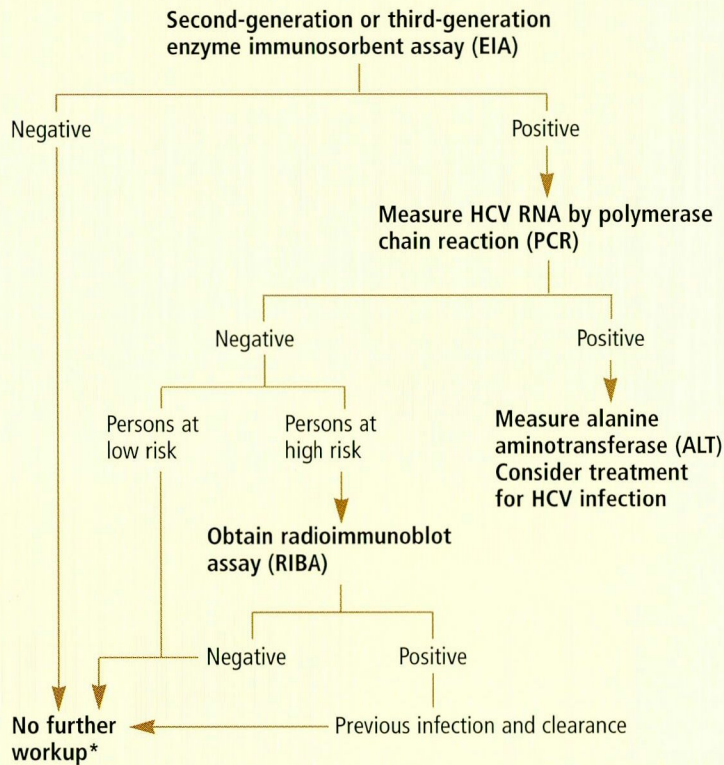 Second-generation or third-generation
enzyme immunosorbent assay (EIA)
Negative
Positive
Measure HCV RNA by polymerase
chain reaction (PCR)
Negative
Positive
Persons at
low risk
Persons at
high risk
Measure alanine
aminotransferase (ALT)
Consider treatment
for HCV infection
Obtain radioimmunoblot
assay (RIBA)
Negative
Positive
No further
workup*
Previous infection and clearance